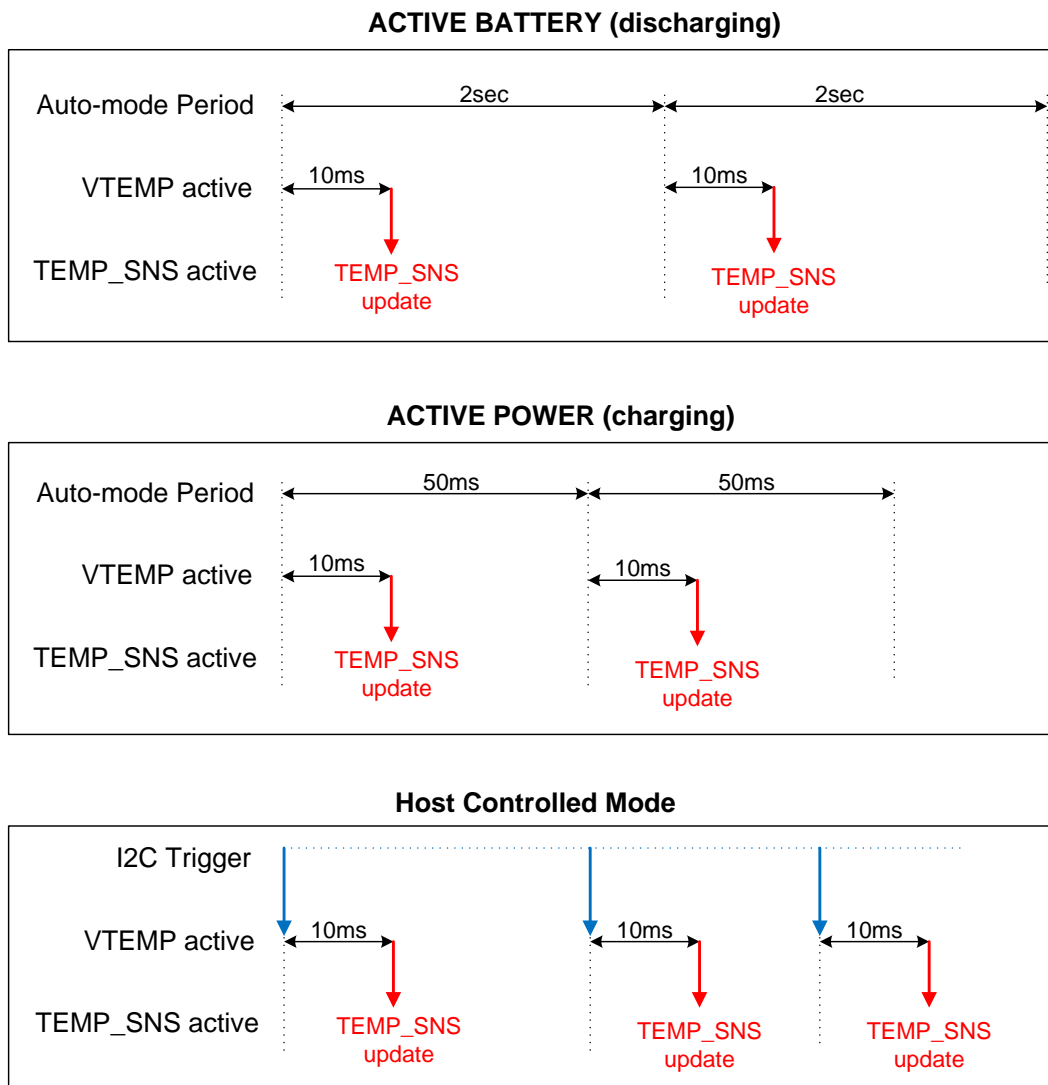 ACTIVE BATTERY (discharging)
Auto-mode Period
2sec
2sec
VTEMP active
10ms
10ms
TEMP_SNS active
TEMP_SNS
update
TEMP_SNS
update
ACTIVE POWER (charging)
Auto-mode Period
50ms
50ms
VTEMP active
10ms
10ms
TEMP_SNS active
TEMP_SNS
update
TEMP_SNS
update
Host Controlled Mode
I2C Trigger
VTEMP active
10ms
10ms
10ms
TEMP_SNS active
TEMP_SNS
update
TEMP_SNS
update
TEMP_SNS
update